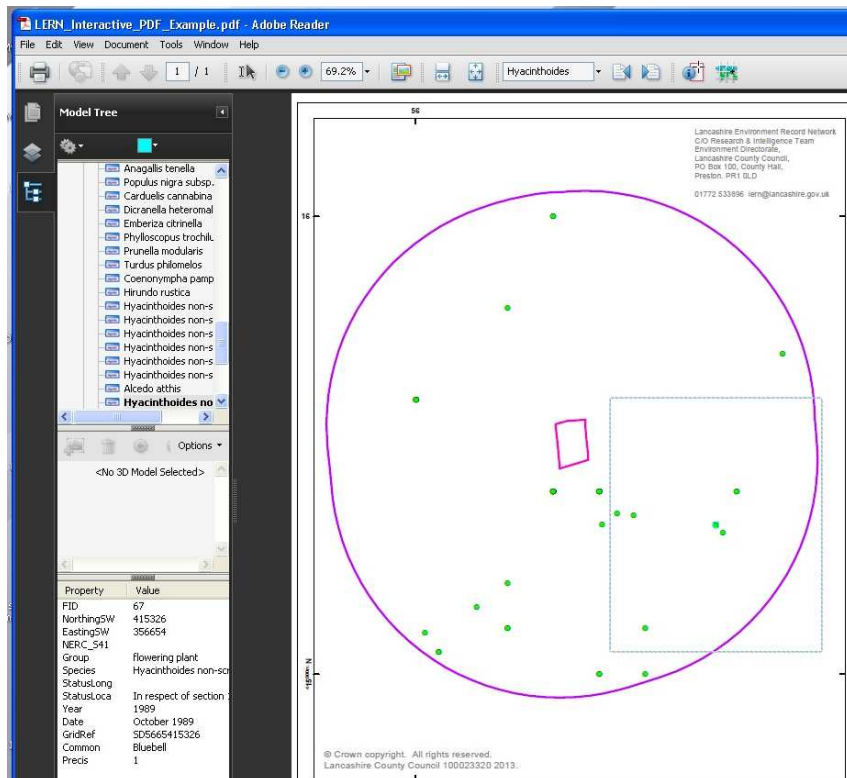 LERN_Interactive_PDF_Example.pdf - Adobe Reader
File Edit View Document Tools Window Help
1 / 1 69.2% Hyacinthoides
Model Tree
Anagallis tenella
Populus nigra subsp.
Carduelis cannabina
Dicranella heteromal
Emberiza citrinella
Phylloscopus trochilu
Prunella modularis
Turdus philomelos
Coenonympha pamp
Hirundo rustica
Hyacinthoides non-s
Hyacinthoides non-s
Hyacinthoides non-s
Hyacinthoides non-s
Hyacinthoides non-s
Hyacinthoides non-s
Alcedo atthis
Hyacinthoides no
Options
<No 3D Model Selected>
Property Value
FID 67
NorthingSW 415326
EastingSW 356654
NERC_S41
Group flowering plant
Species Hyacinthoides non-scr
StatusLong
StatusLoca In respect of section 1
Year 1989
Date October 1989
GridRef SD5665415326
Common Bluebell
Precis 1
56
Lancashire Environment Record Network
C/O Research & Intelligence Team
Environment Directorate,
Lancashire County Council,
PO Box 100, County Hall,
Preston. PR1 0LD
01772 533896 lern@lancashire.gov.uk
16
© Crown copyright. All rights reserved.
Lancashire County Council 100023320 2013.